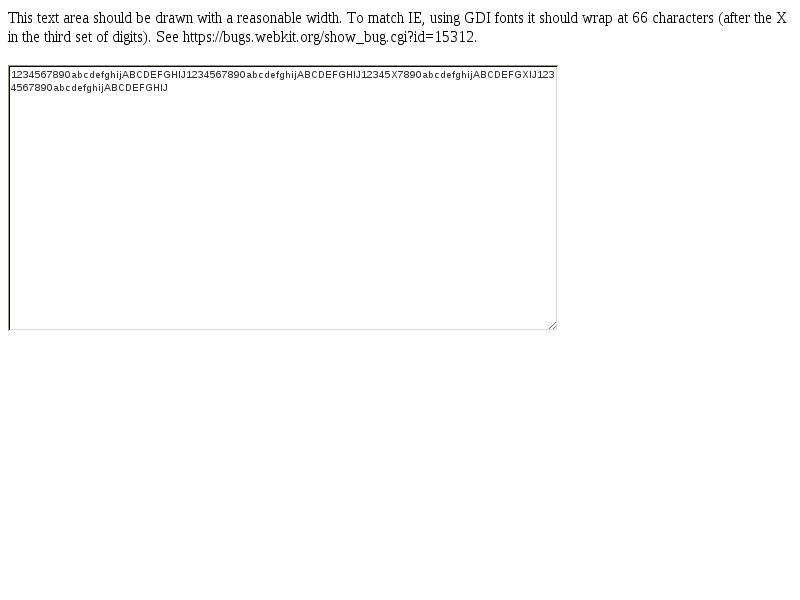 This text area should be drawn with a reasonable width. To match IE, using GDI fonts it should wrap at 66 characters (after the X
in the third set of digits). See https://bugs.webkit.org/show_bug.cgi?id=15312.
1234567890abcdefghijABCDEFGHIJ1234567890abcdefghijABCDEFGHIJ12345X7890abcdefghijABCDEFGXIJ123
4567890abcdefghijABCDEFGHIJ